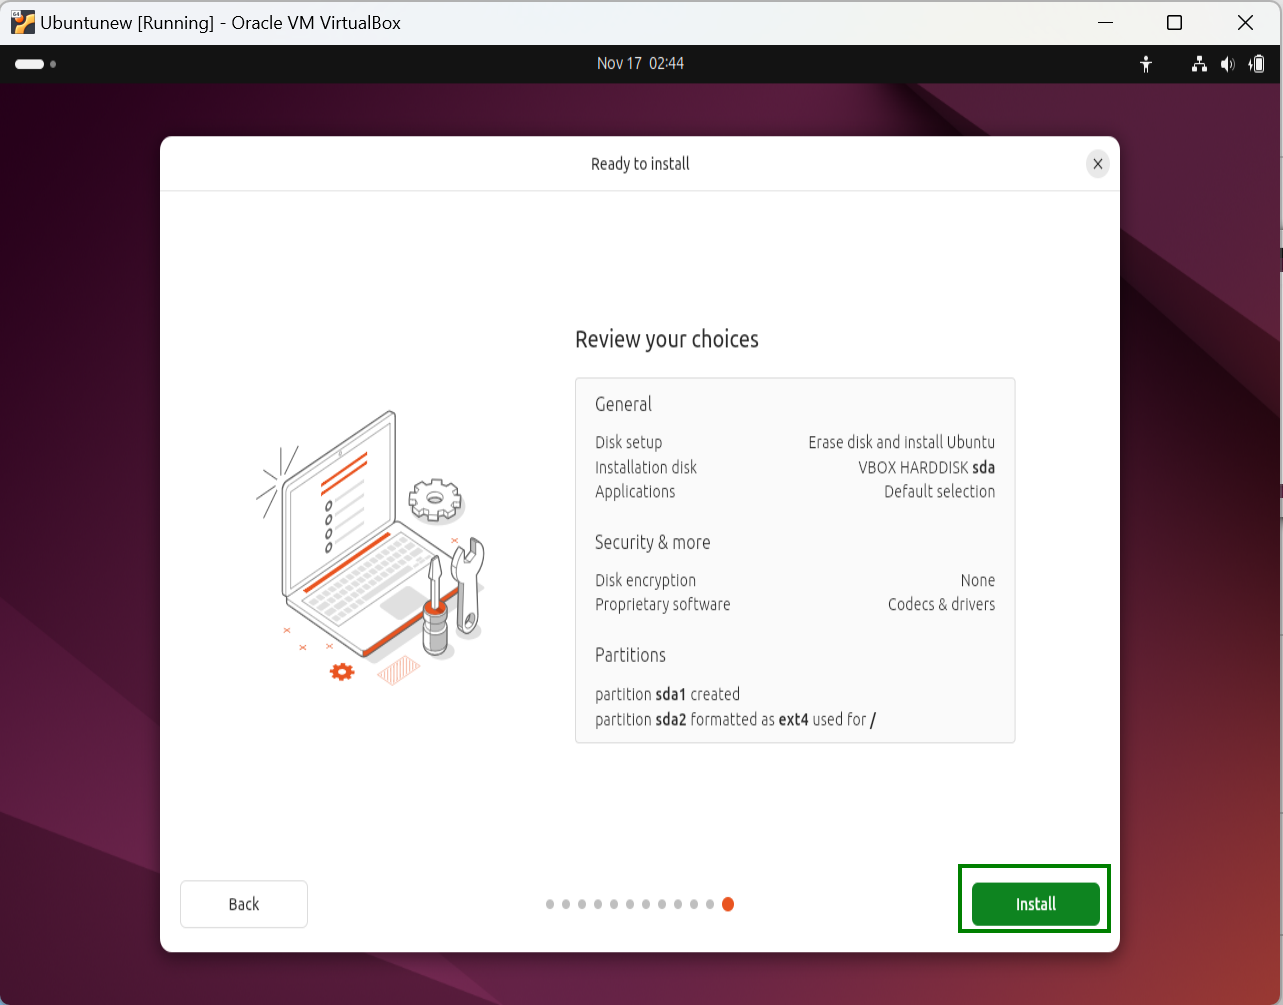 Ubuntunew [Running] - Oracle VM VirtualBox
Nov 17 02:44
Ready to install
Review your choices
General
Disk setup Erase disk and install Ubuntu
Installation disk VBOX HARDDISK sda
Applications Default selection
Security & more
Disk encryption None
Proprietary software Codecs & drivers
Partitions
partition sda1 created
partition sda2 formatted as ext4 used for /
Back
Install